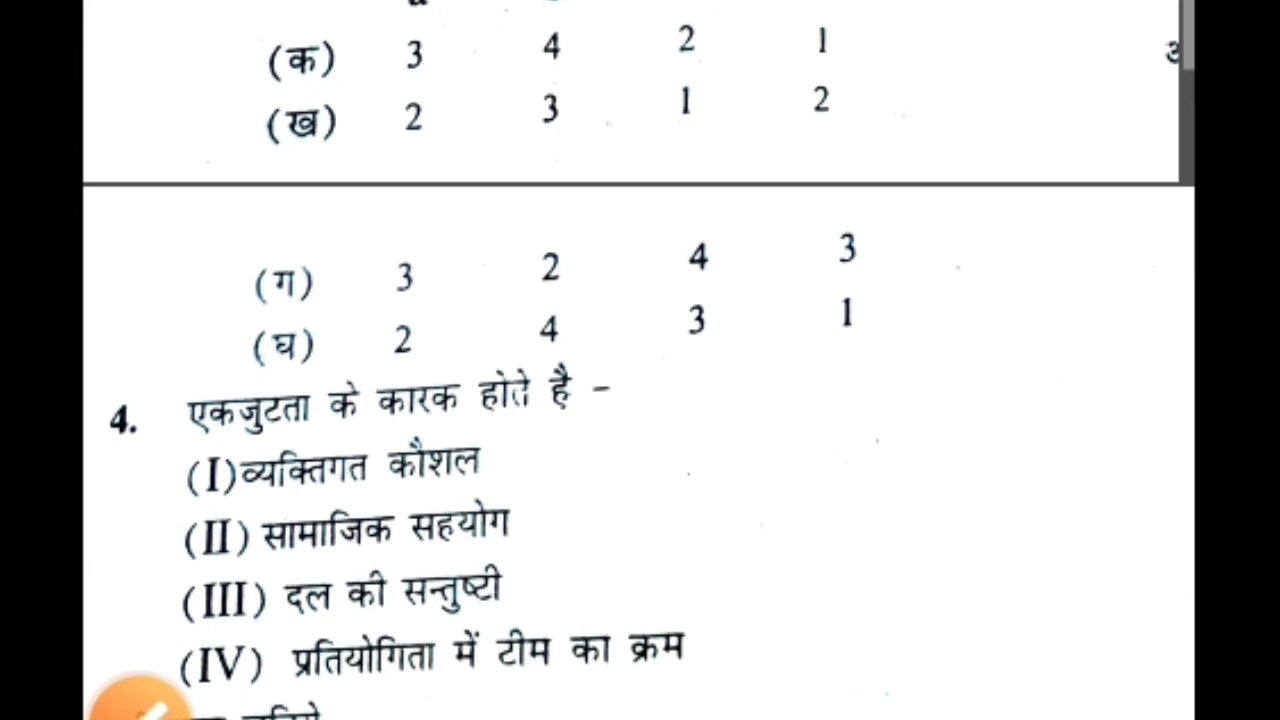 (क) 3 4 2 1
(ख) 2 3 1 2
(ग) 3 2 4 3
(घ) 2 4 3 1
4. एकजुटता के कारक होते है -
(I)व्यक्तिगत कौशल
(II) सामाजिक सहयोग
(III) दल की सन्तुष्टी
(IV) प्रतियोगिता में टीम का क्रम